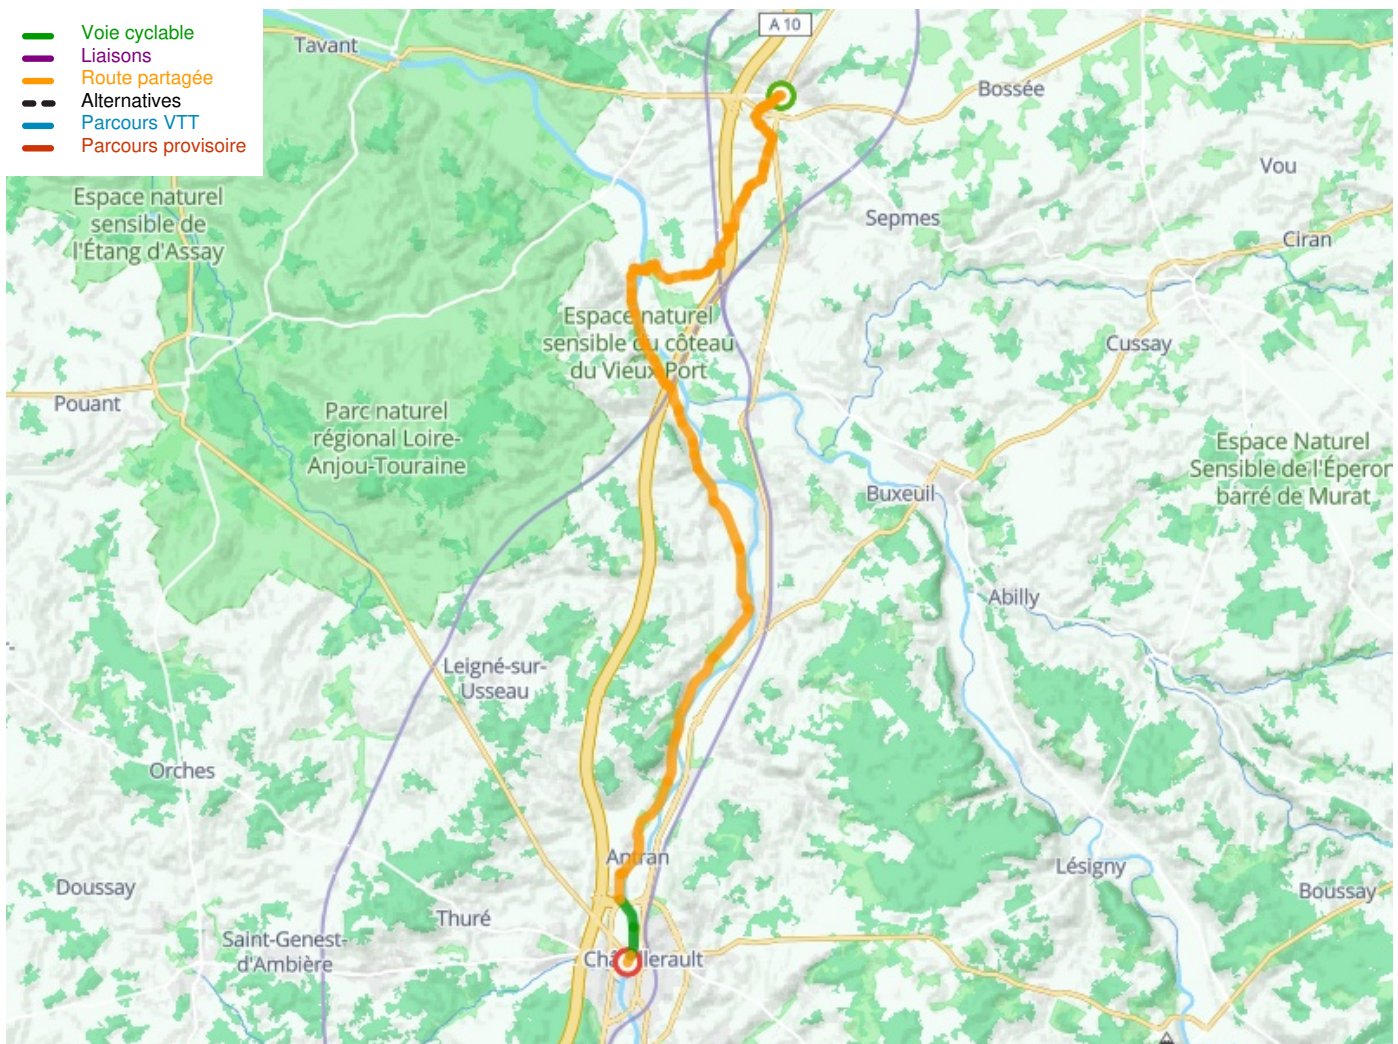 Voie cyclable
Liaisons
Route partagée
Alternatives
Parcours VTT
Parcours provisoire
A 10
Tavant
Bossée
Vou
Espace naturel
sensible de
l'Étang d'Assay
Sepmes
Ciran
Espace naturel
sensible du côteau
du Vieux Port
Cussay
Pouant
Parc naturel
régional Loire-
Anjou-Touraine
Espace Naturel
Sensible de l'Éperon
barré de Murat
Buxeuil
Abilly
Leigné-sur-
Usseau
Orches
Antran
Lésigny
Doussay
Boussay
Thuré
Saint-Genest-
d'Ambière
Châtellerault